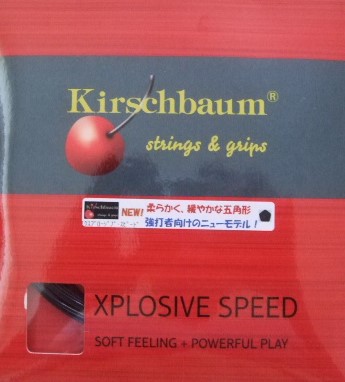 Kirschbaum®
strings & grips
NEW! 柔らかく、緩やかな五角形
強打者向けのニューモデル！
XPLOSIVE SPEED
SOFT FEELING + POWERFUL PLAY